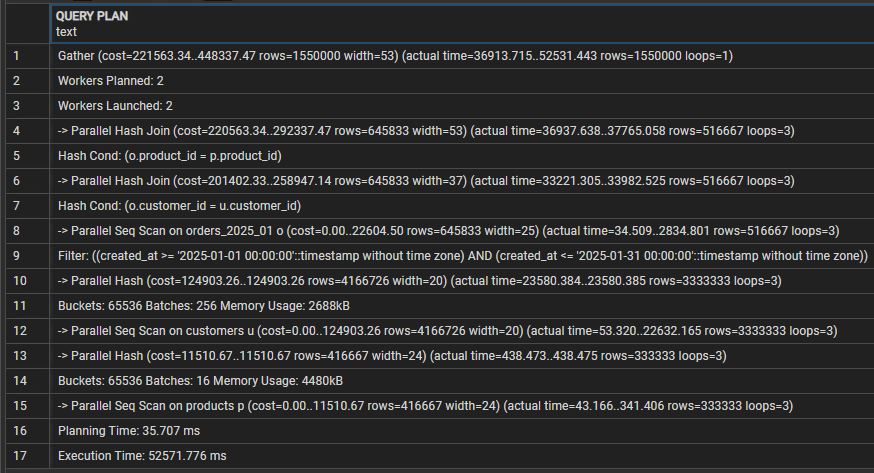 QUERY PLAN
text
1 Gather (cost=221563.34..448337.47 rows=1550000 width=53) (actual time=36913.715..52531.443 rows=1550000 loops=1)
2 Workers Planned: 2
3 Workers Launched: 2
4 -> Parallel Hash Join (cost=220563.34..292337.47 rows=645833 width=53) (actual time=36937.638..37765.058 rows=516667 loops=3)
5 Hash Cond: (o.product_id = p.product_id)
6 -> Parallel Hash Join (cost=201402.33..258947.14 rows=645833 width=37) (actual time=33221.305..33982.525 rows=516667 loops=3)
7 Hash Cond: (o.customer_id = u.customer_id)
8 -> Parallel Seq Scan on orders_2025_01 o (cost=0.00..22604.50 rows=645833 width=25) (actual time=34.509..2834.801 rows=516667 loops=3)
9 Filter: ((created_at >= '2025-01-01 00:00:00'::timestamp without time zone) AND (created_at <= '2025-01-31 00:00:00'::timestamp without time zone))
10 -> Parallel Hash (cost=124903.26..124903.26 rows=4166726 width=20) (actual time=23580.384..23580.385 rows=3333333 loops=3)
11 Buckets: 65536 Batches: 256 Memory Usage: 2688kB
12 -> Parallel Seq Scan on customers u (cost=0.00..124903.26 rows=4166726 width=20) (actual time=53.320..22632.165 rows=3333333 loops=3)
13 -> Parallel Hash (cost=11510.67..11510.67 rows=416667 width=24) (actual time=438.473..438.475 rows=333333 loops=3)
14 Buckets: 65536 Batches: 16 Memory Usage: 4480kB
15 -> Parallel Seq Scan on products p (cost=0.00..11510.67 rows=416667 width=24) (actual time=43.166..341.406 rows=333333 loops=3)
16 Planning Time: 35.707 ms
17 Execution Time: 52571.776 ms